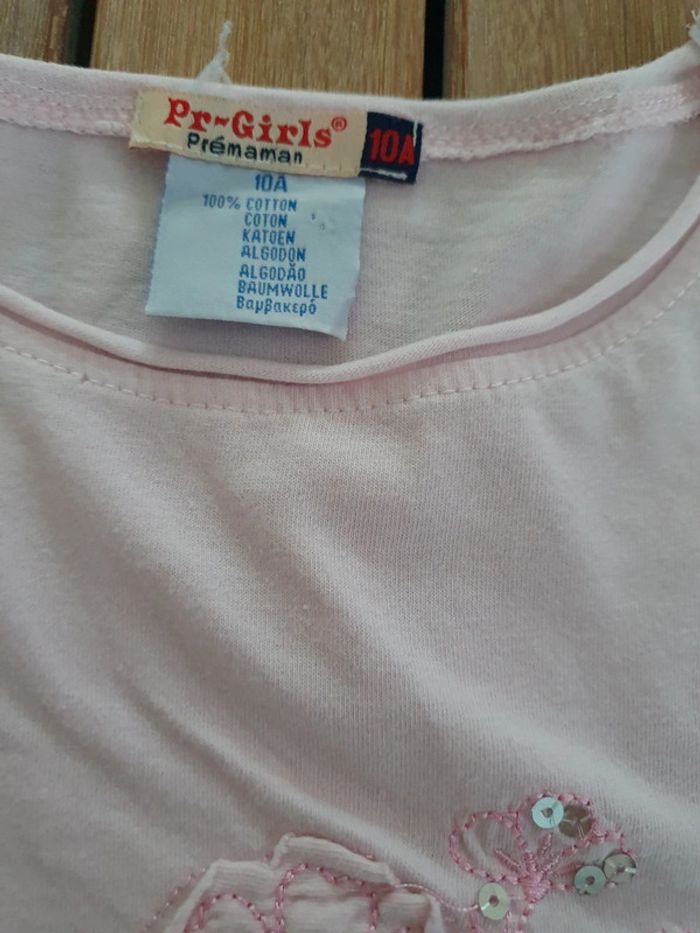 Pr~Girls®
Prémaman
10A
10A
100% COTTON
COTON
KATOEN
ALGODON
ALGODÃO
BAUMWOLLE
Βαμβακερό